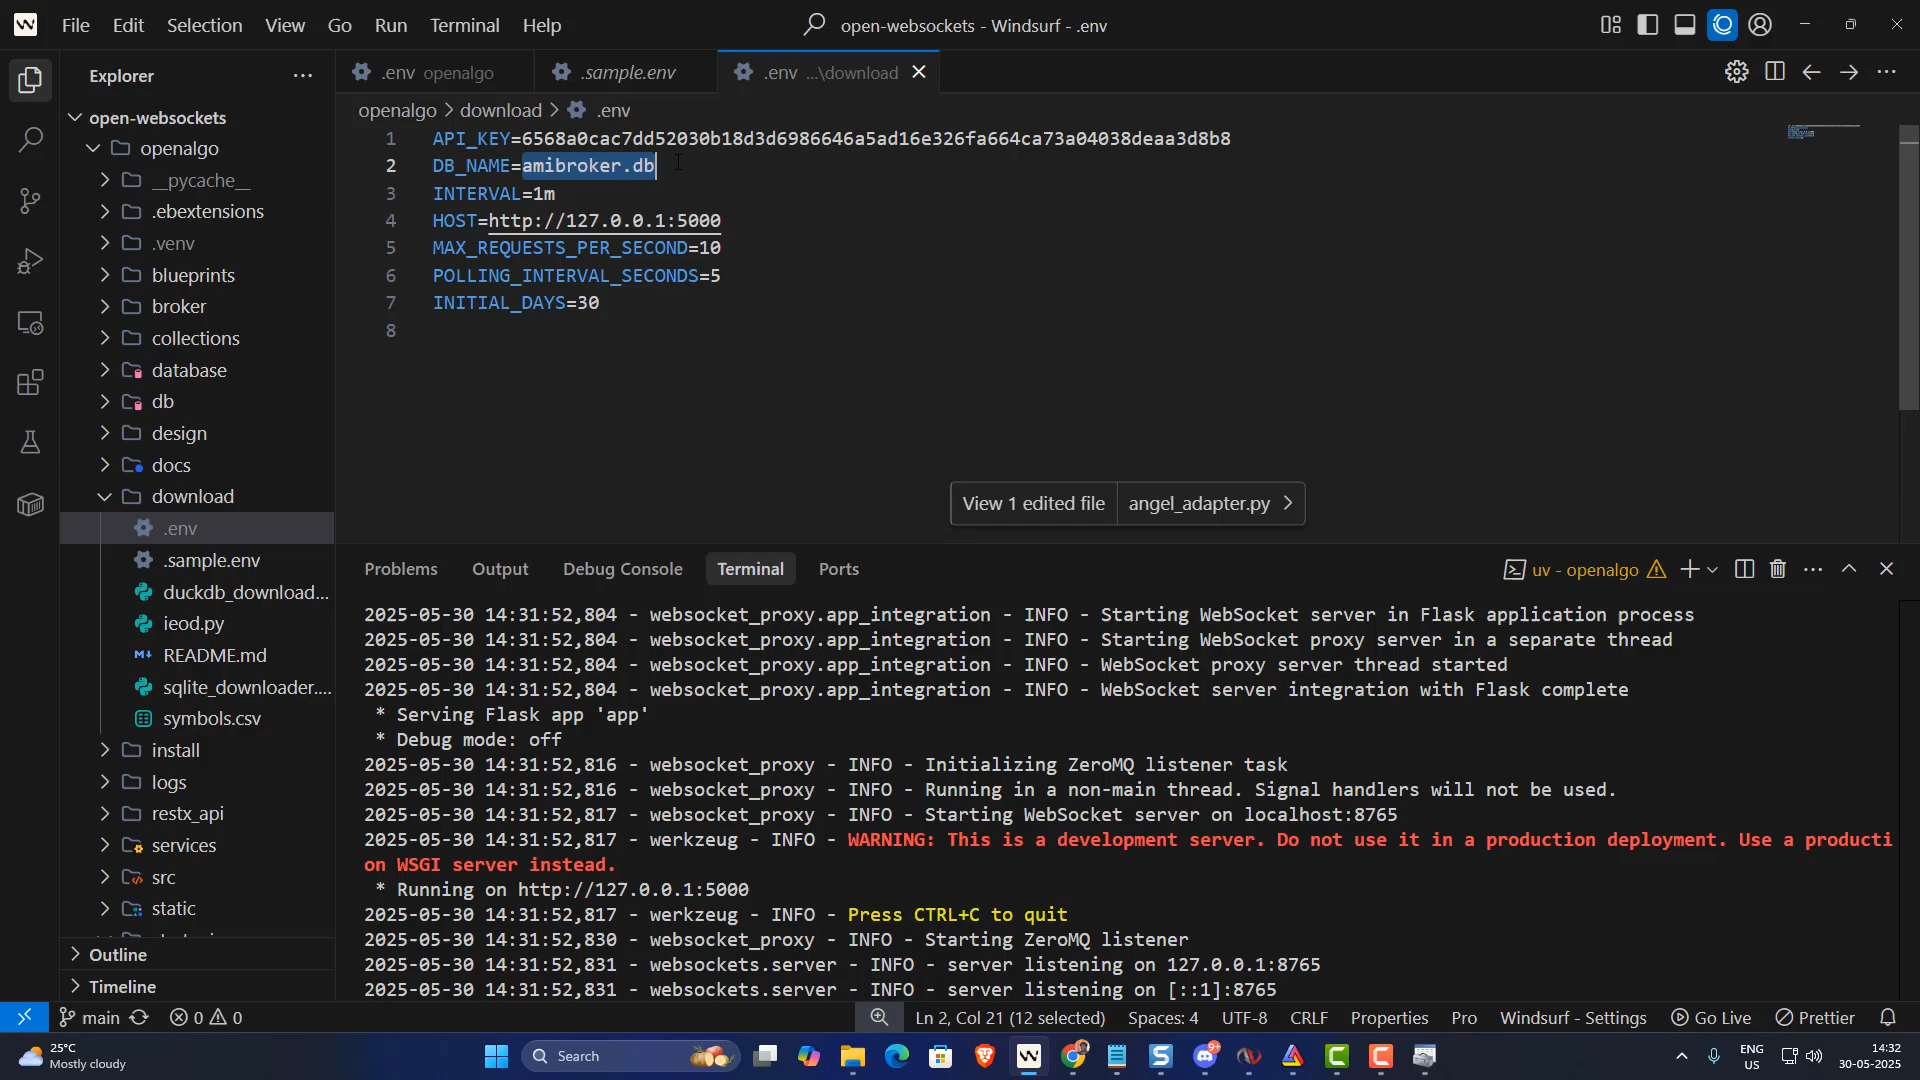 File Edit Selection View Go Run Terminal Help
open-websockets - Windsurf - .env
Explorer
.env openalgo
.sample.env
.env ...\download
openalgo > download > .env
open-websockets
openalgo
__pycache__
.ebextensions
.venv
blueprints
broker
collections
database
db
design
docs
download
.env
.sample.env
duckdb_download...
ieod.py
README.md
sqlite_downloader....
symbols.csv
install
logs
restx_api
services
src
static
Outline
Timeline
1 API_KEY=6568a0cac7dd52030b18d3d6986646a5ad16e326fa664ca73a04038deaa3d8b8
2 DB_NAME=amibroker.db
3 INTERVAL=1m
4 HOST=http://127.0.0.1:5000
5 MAX_REQUESTS_PER_SECOND=10
6 POLLING_INTERVAL_SECONDS=5
7 INITIAL_DAYS=30
8
View 1 edited file angel_adapter.py >
Problems Output Debug Console Terminal Ports
uv - openalgo
2025-05-30 14:31:52,804 - websocket_proxy.app_integration - INFO - Starting WebSocket server in Flask application process
2025-05-30 14:31:52,804 - websocket_proxy.app_integration - INFO - Starting WebSocket proxy server in a separate thread
2025-05-30 14:31:52,804 - websocket_proxy.app_integration - INFO - WebSocket proxy server thread started
2025-05-30 14:31:52,804 - websocket_proxy.app_integration - INFO - WebSocket server integration with Flask complete
* Serving Flask app 'app'
* Debug mode: off
2025-05-30 14:31:52,816 - websocket_proxy - INFO - Initializing ZeroMQ listener task
2025-05-30 14:31:52,816 - websocket_proxy - INFO - Running in a non-main thread. Signal handlers will not be used.
2025-05-30 14:31:52,817 - websocket_proxy - INFO - Starting WebSocket server on localhost:8765
2025-05-30 14:31:52,817 - werkzeug - INFO - WARNING: This is a development server. Do not use it in a production deployment. Use a producti
on WSGI server instead.
* Running on http://127.0.0.1:5000
2025-05-30 14:31:52,817 - werkzeug - INFO - Press CTRL+C to quit
2025-05-30 14:31:52,830 - websocket_proxy - INFO - Starting ZeroMQ listener
2025-05-30 14:31:52,831 - websockets.server - INFO - server listening on 127.0.0.1:8765
2025-05-30 14:31:52,831 - websockets.server - INFO - server listening on [::1]:8765
main 0 0 Ln 2, Col 21 (12 selected) Spaces: 4 UTF-8 CRLF Properties Pro Windsurf - Settings Go Live Prettier
25°C
Mostly cloudy
Search
ENG
US
14:32
30-05-2025